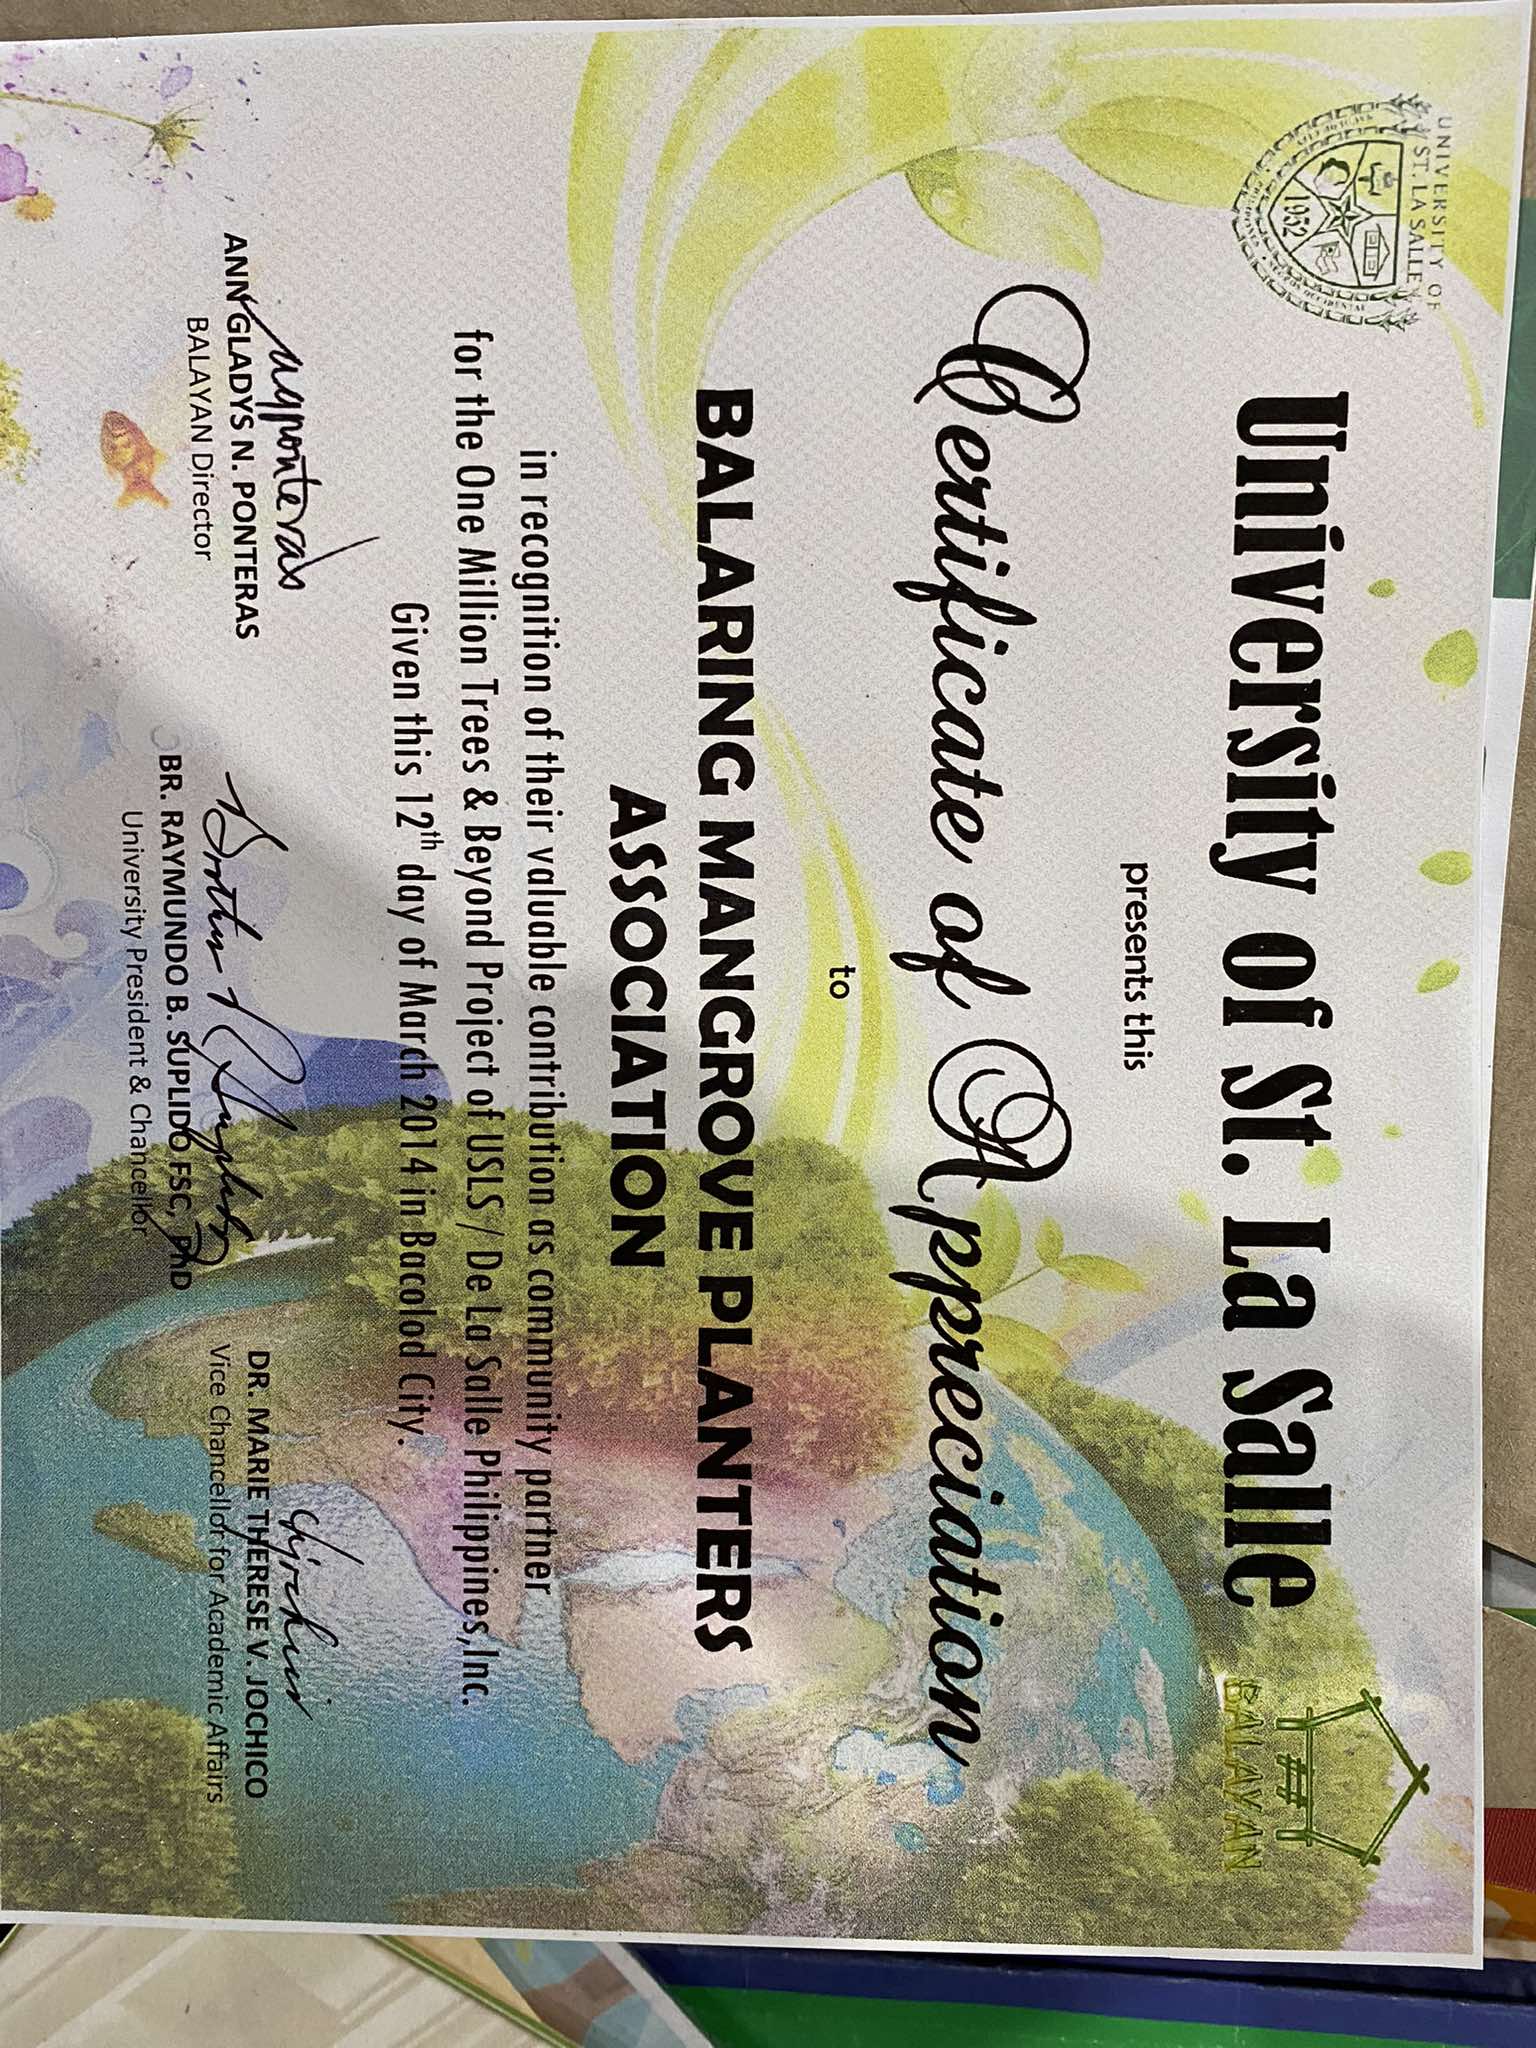 UNIVERSITY OF
ST. LA SALLE
1952
BALAYAN
University of St. La Salle
presents this
Certificate of Appreciation
to
BALARING MANGROVE PLANTERS
ASSOCIATION
in recognition of their valuable contribution as community partner
for the One Million Trees & Beyond Project of USLS / De La Salle Philippines,Inc.
Given this 12th day of March 2014 in Bacolod City.
agponteras
ANN GLADYS N. PONTERAS
BALAYAN Director
Brother R Suplido
BR. RAYMUNDO B. SUPLIDO FSC, PhD
University President & Chancellor
DR. MARIE THERESE V. JOCHICO
Vice Chancellor for Academic Affairs